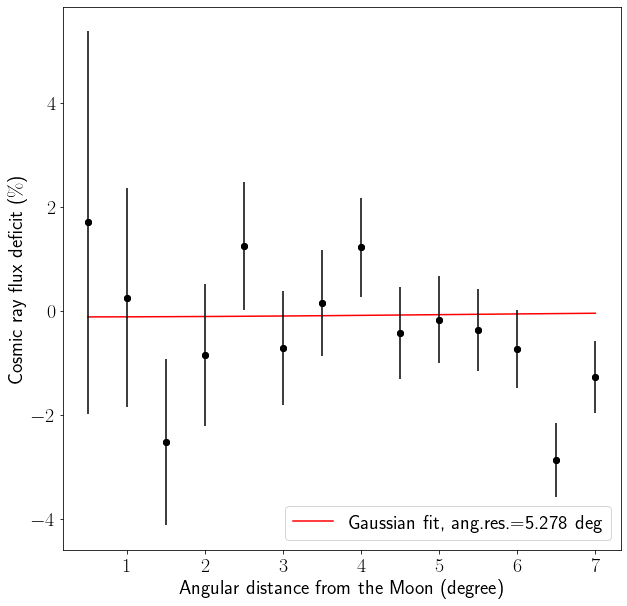 Cosmic ray flux deficit (%)
4
2
0
−2
−4
Gaussian fit, ang.res.=5.278 deg
1 2 3 4 5 6 7
Angular distance from the Moon (degree)